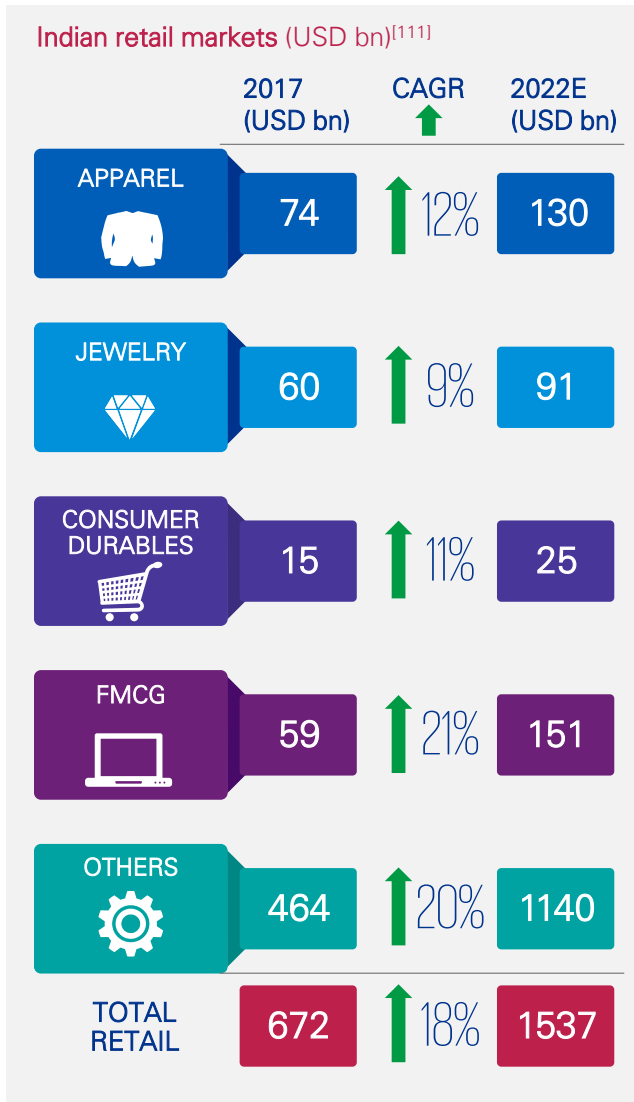 Indian retail markets (USD bn)[111]
2017 CAGR 2022E
(USD bn) (USD bn)
APPAREL
74 12% 130
JEWELRY
60 9% 91
CONSUMER
DURABLES
15 11% 25
FMCG
59 21% 151
OTHERS
464 20% 1140
TOTAL
RETAIL
672 18% 1537